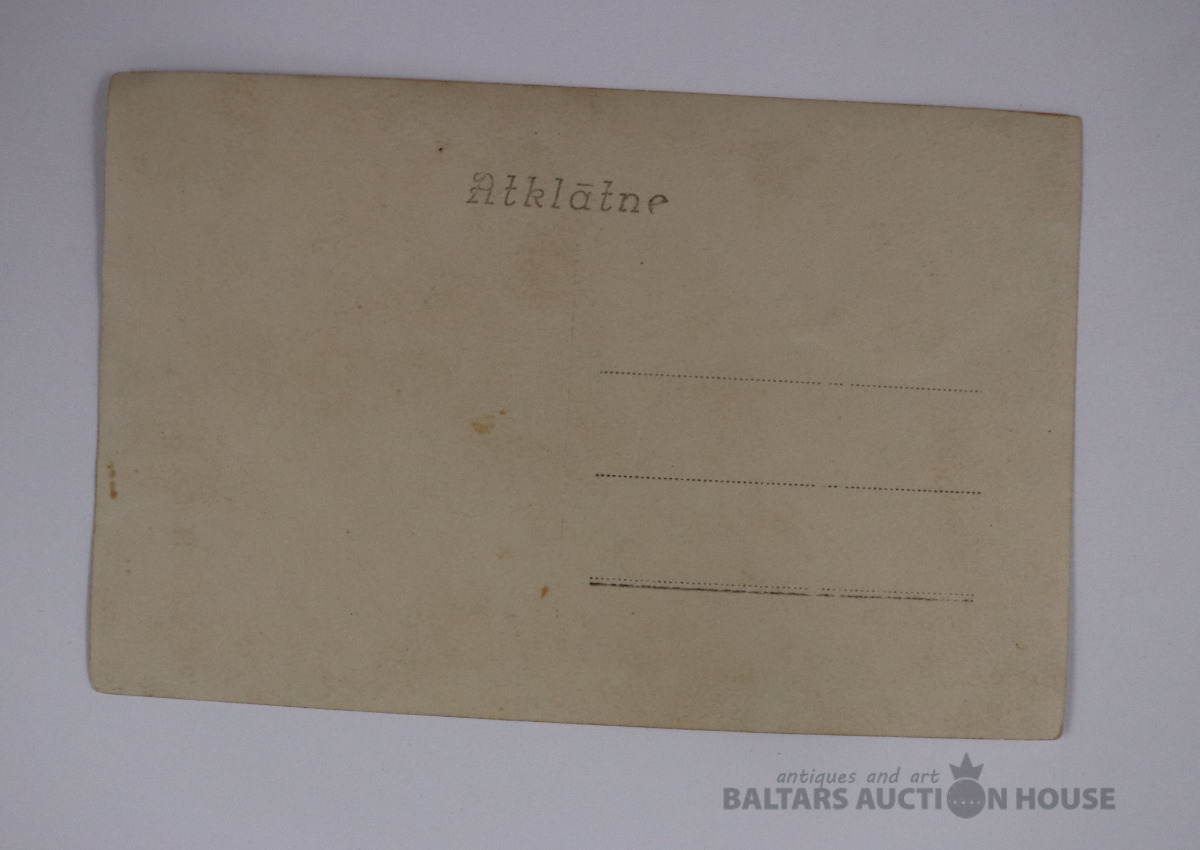 Atklātne
antiques and art
BALTARS AUCTION HOUSE